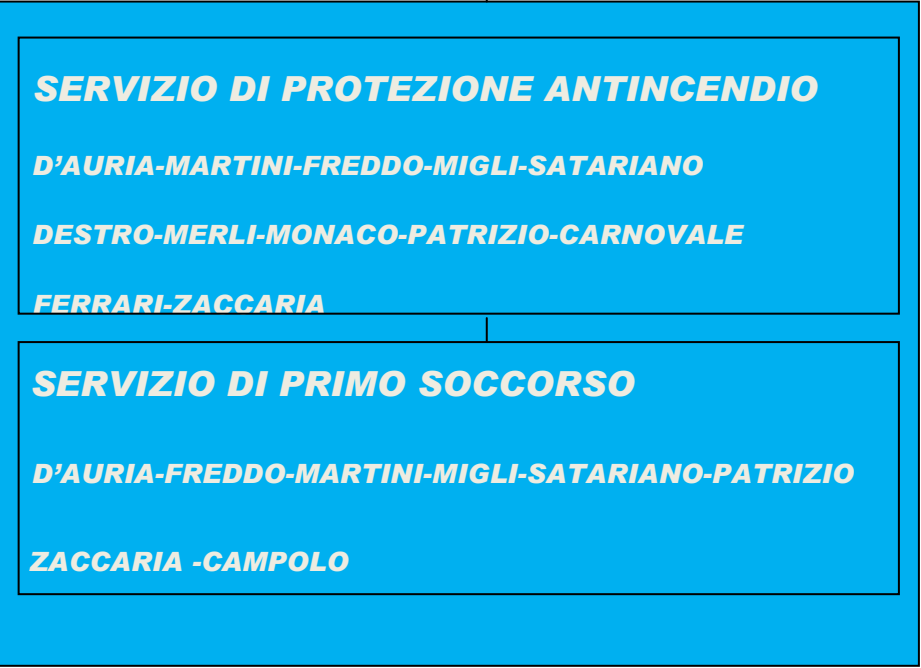 SERVIZIO DI PROTEZIONE ANTINCENDIO
D’AURIA-MARTINI-FREDDO-MIGLI-SATARIANO
DESTRO-MERLI-MONACO-PATRIZIO-CARNOVALE
FERRARI-ZACCARIA
SERVIZIO DI PRIMO SOCCORSO
D’AURIA-FREDDO-MARTINI-MIGLI-SATARIANO-PATRIZIO
ZACCARIA -CAMPOLO